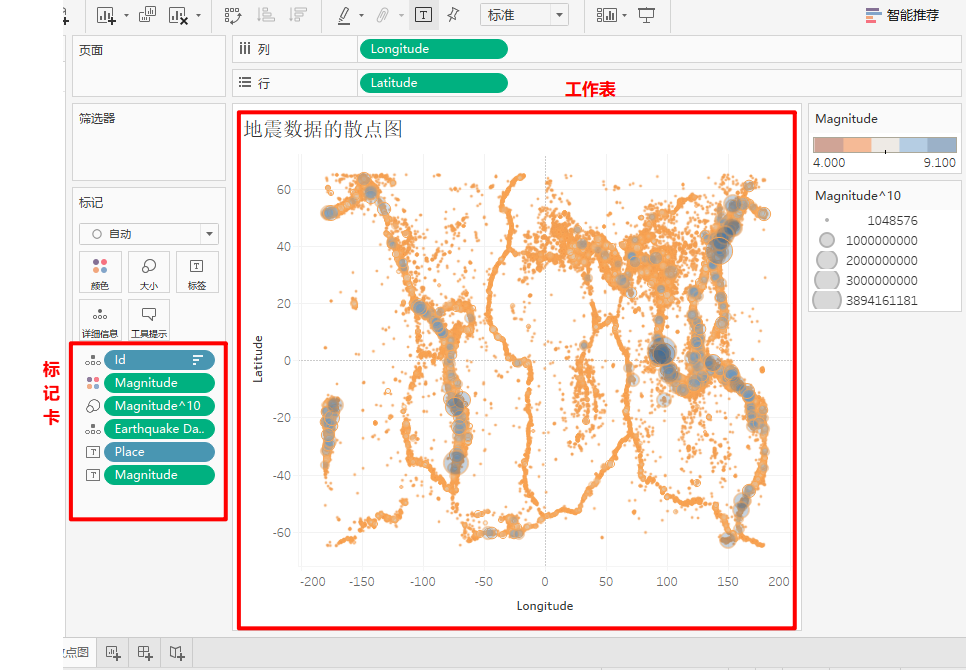 标准
智能推荐
页面
iii 列
Longitude
行
Latitude
工作表
筛选器
标记
自动
颜色
大小
标签
详细信息
工具提示
标记卡
Id
Magnitude
Magnitude^10
Earthquake Da..
Place
Magnitude
地震数据的散点图
60
40
20
0
-20
-40
-60
Latitude
-200 -150 -100 -50 0 50 100 150 200
Longitude
Magnitude
4.000 9.100
Magnitude^10
1048576
1000000000
2000000000
3000000000
3894161181
点图